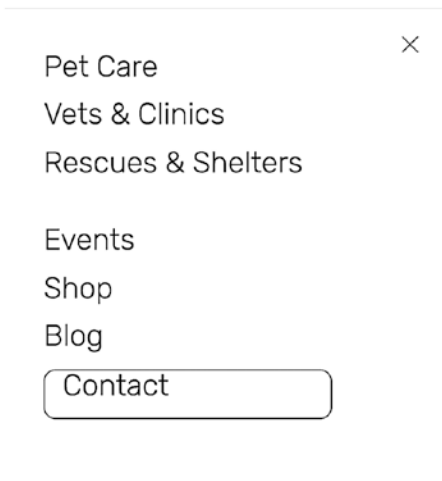 Pet Care
Vets & Clinics
Rescues & Shelters
Events
Shop
Blog
Contact